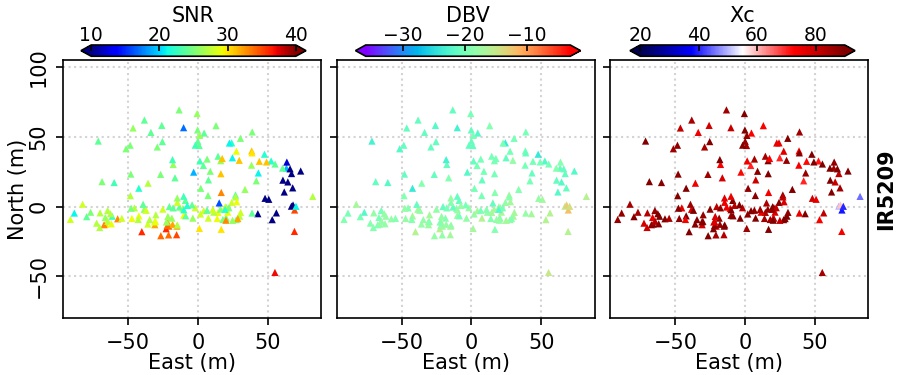 SNR DBV Xc
10 20 30 40 −30 −20 −10 20 40 60 80
100
50
0
−50
North (m)
IR5209
−50 0 50 −50 0 50 −50 0 50
East (m) East (m) East (m)